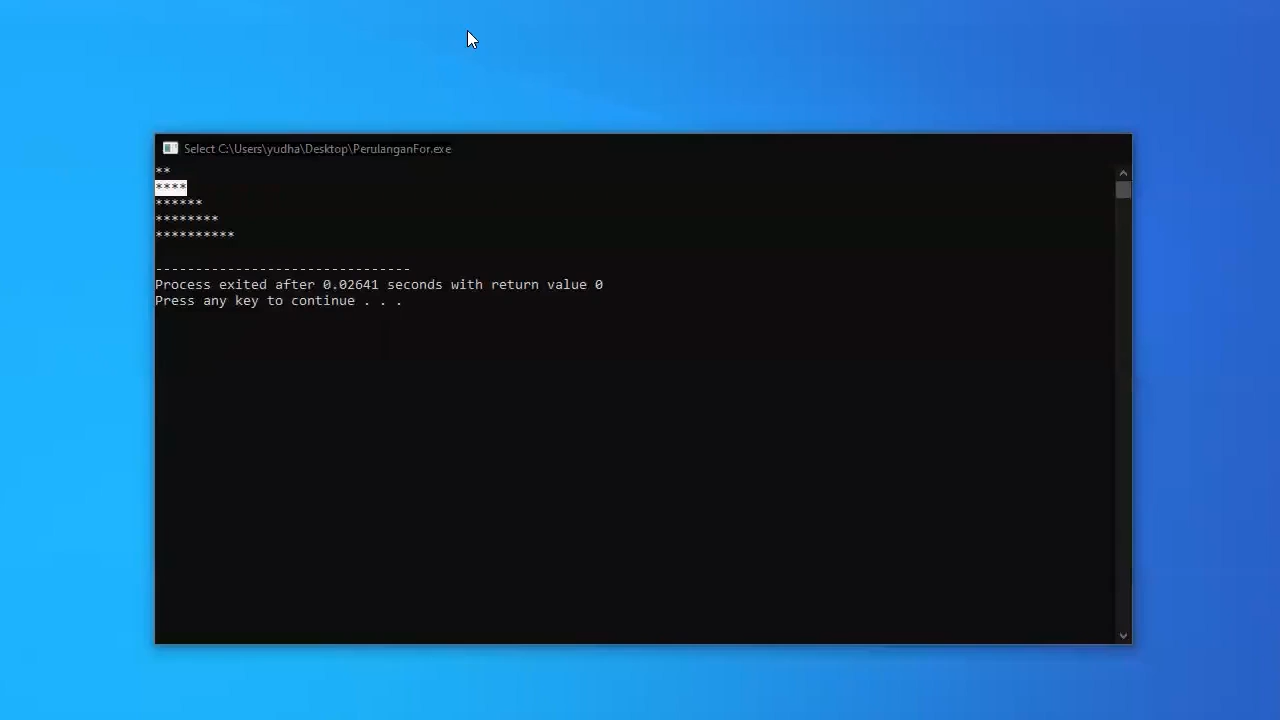 Select C:\Users\yudha\Desktop\PerulanganFor.exe
**
****
******
********
**********
--------------------------------
Process exited after 0.02641 seconds with return value 0
Press any key to continue . . .